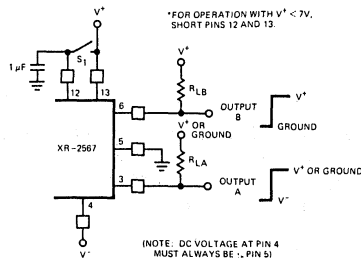 V+
*FOR OPERATION WITH V+ < 7V,
SHORT PINS 12 AND 13.
1 μF
S1
12
13
V+
RLB
6
OUTPUT
B
V+
GROUND
XR-2567
5
V+ OR
GROUND
RLA
3
OUTPUT
A
V+ OR GROUND
V-
4
V-
(NOTE: DC VOLTAGE AT PIN 4
MUST ALWAYS BE PIN 5)